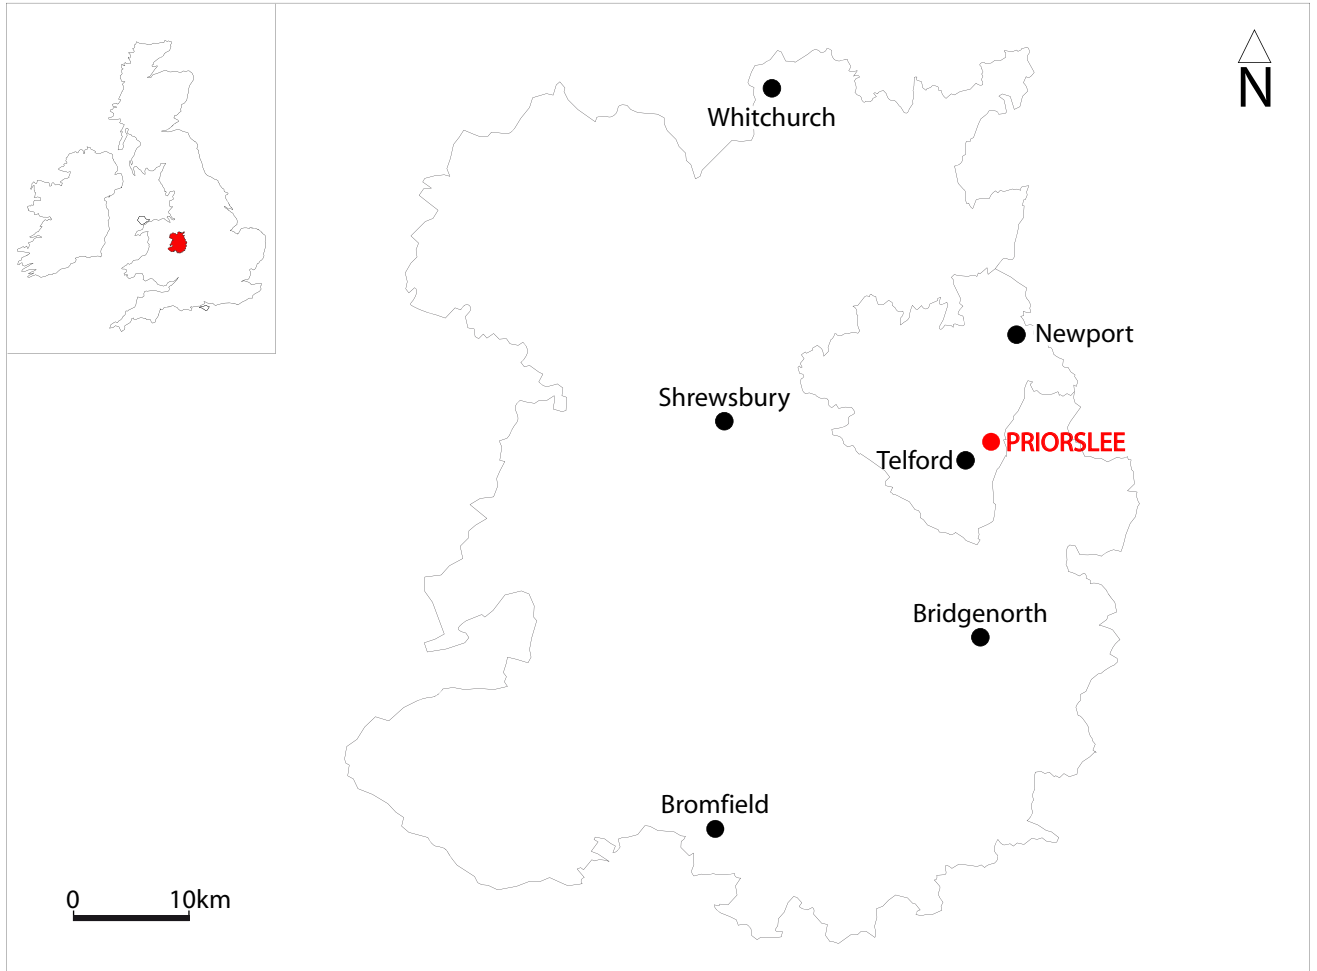 N
Whitchurch
Newport
Shrewsbury
PRIORSLEE
Telford
Bridgenorth
Bromfield
0 10km